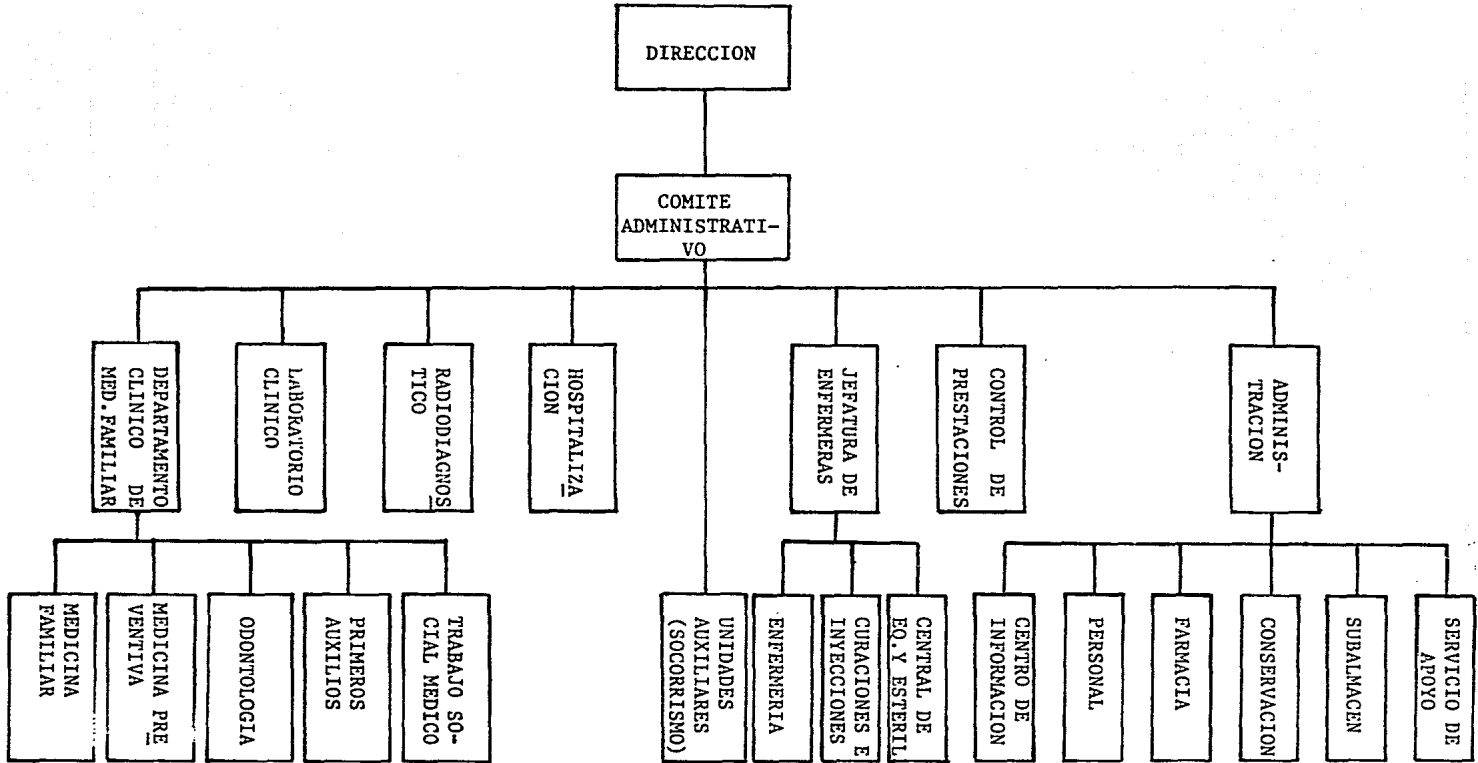 DIRECCION
COMITE
ADMINISTRATI-
VO
DEPARTAMENTO
CLINICO DE
MED.FAMILIAR
LABORATORIO
CLINICO
RADIODIAGNOS
TICO
HOSPITALIZA
CION
JEFATURA DE
ENFERMERAS
CONTROL DE
PRESTACIONES
ADMINIS-
TRACION
MEDICINA
FAMILIAR
MEDICINA PRE
VENTIVA
ODONTOLOGIA
PRIMEROS
AUXILIOS
TRABAJO SO-
CIAL MEDICO
UNIDADES
AUXILIARES
(SOCORRISMO)
ENFERMERIA
CURACIONES E
INYECCIONES
CENTRAL DE
EQ.Y ESTERIL
CENTRO DE
INFORMACION
PERSONAL
FARMACIA
CONSERVACION
SUBALMACEN
SERVICIO DE
APOYO